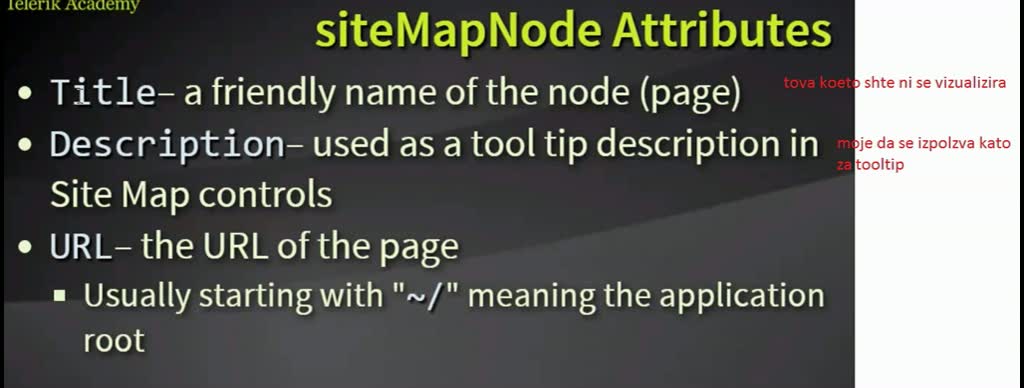 Telerik Academy
siteMapNode Attributes
• Title– a friendly name of the node (page)
tova koeto shte ni se vizualizira
• Description– used as a tool tip description in
Site Map controls
moje da se izpolzva kato
za tooltip
• URL– the URL of the page
▪ Usually starting with "~/" meaning the application
root